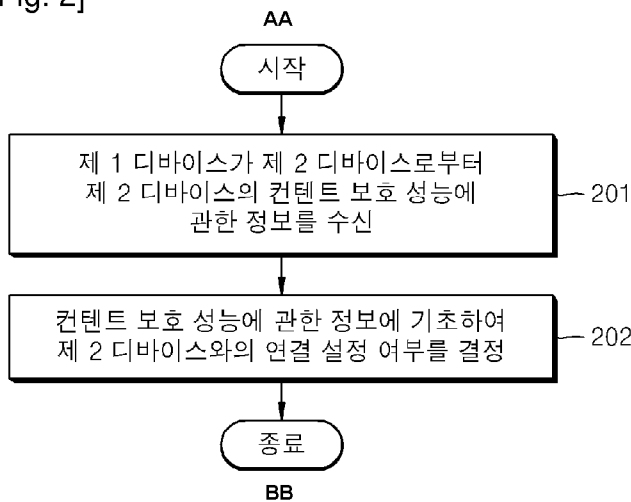 Fig. 2]
AA
시작
제 1 디바이스가 제 2 디바이스로부터
제 2 디바이스의 컨텐트 보호 성능에
관한 정보를 수신
201
컨텐트 보호 성능에 관한 정보에 기초하여
제 2 디바이스와의 연결 설정 여부를 결정
202
종료
BB